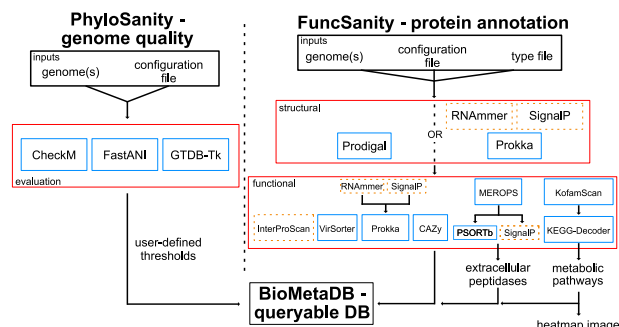 PhyloSanity -
genome quality
inputs
genome(s)
configuration
file
CheckM
FastANI
GTDB-Tk
evaluation
user-defined
thresholds
FuncSanity - protein annotation
inputs
genome(s)
configuration
file
type file
structural
RNAmmer
SignalP
OR
Prodigal
Prokka
functional
RNAmmer
SignalP
MEROPS
KofamScan
InterProScan
VirSorter
Prokka
CAZy
PSORTb
SignalP
KEGG-Decoder
extracellular
peptidases
metabolic
pathways
BioMetaDB -
queryable DB
heatmap image